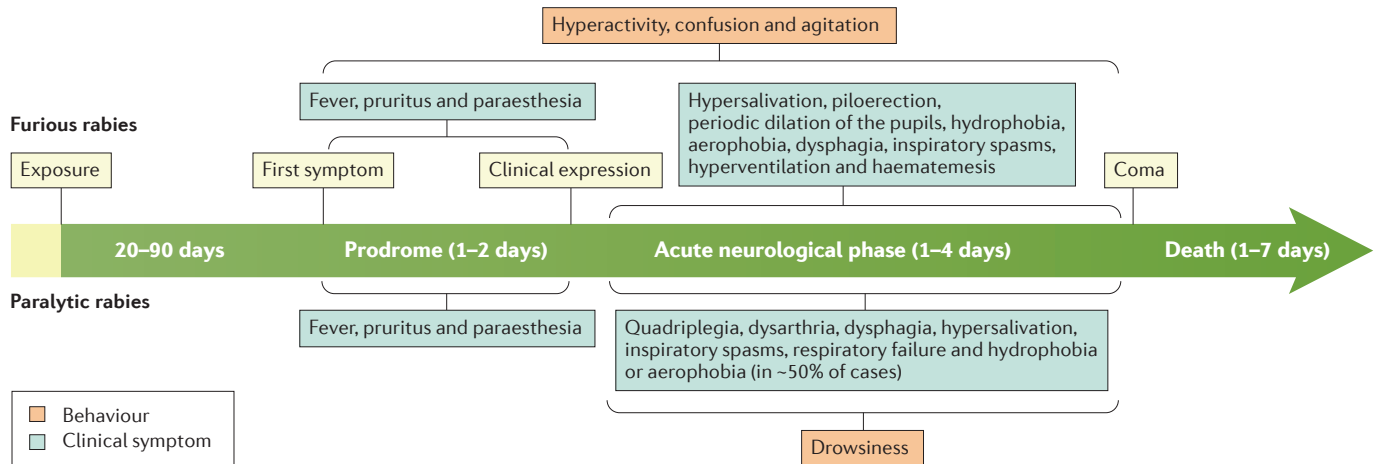 Hyperactivity, confusion and agitation
Fever, pruritus and paraesthesia
Hypersalivation, piloerection,
periodic dilation of the pupils, hydrophobia,
aerophobia, dysphagia, inspiratory spasms,
hyperventilation and haematemesis
Furious rabies
Exposure
First symptom
Clinical expression
Coma
20–90 days
Prodrome (1–2 days)
Acute neurological phase (1–4 days)
Death (1–7 days)
Paralytic rabies
Fever, pruritus and paraesthesia
Quadriplegia, dysarthria, dysphagia, hypersalivation,
inspiratory spasms, respiratory failure and hydrophobia
or aerophobia (in ~50% of cases)
Behaviour
Clinical symptom
Drowsiness